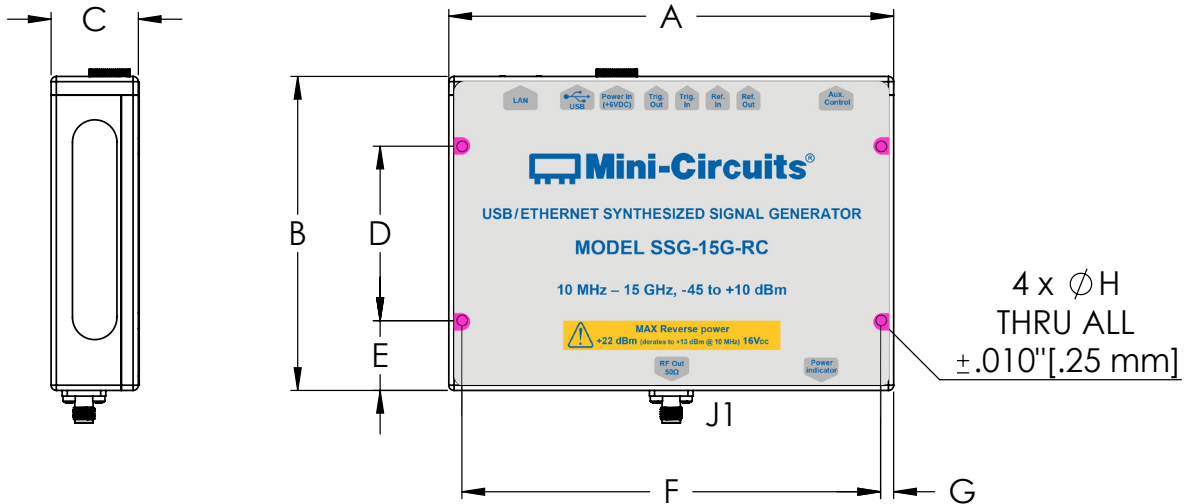 C
A
LAN
USB
Power In
(+6VDC)
Trig.
Out
Trig.
In
Ref.
In
Ref.
Out
Aux.
Control
Mini-Circuits®
USB/ETHERNET SYNTHESIZED SIGNAL GENERATOR
MODEL SSG-15G-RC
10 MHz – 15 GHz, -45 to +10 dBm
MAX Reverse power
+22 dBm (derates to +13 dBm @ 10 MHz) 16VDC
RF Out
50Ω
Power
indicator
B
D
E
4 x ∅H
THRU ALL
±.010"[.25 mm]
J1
F
G